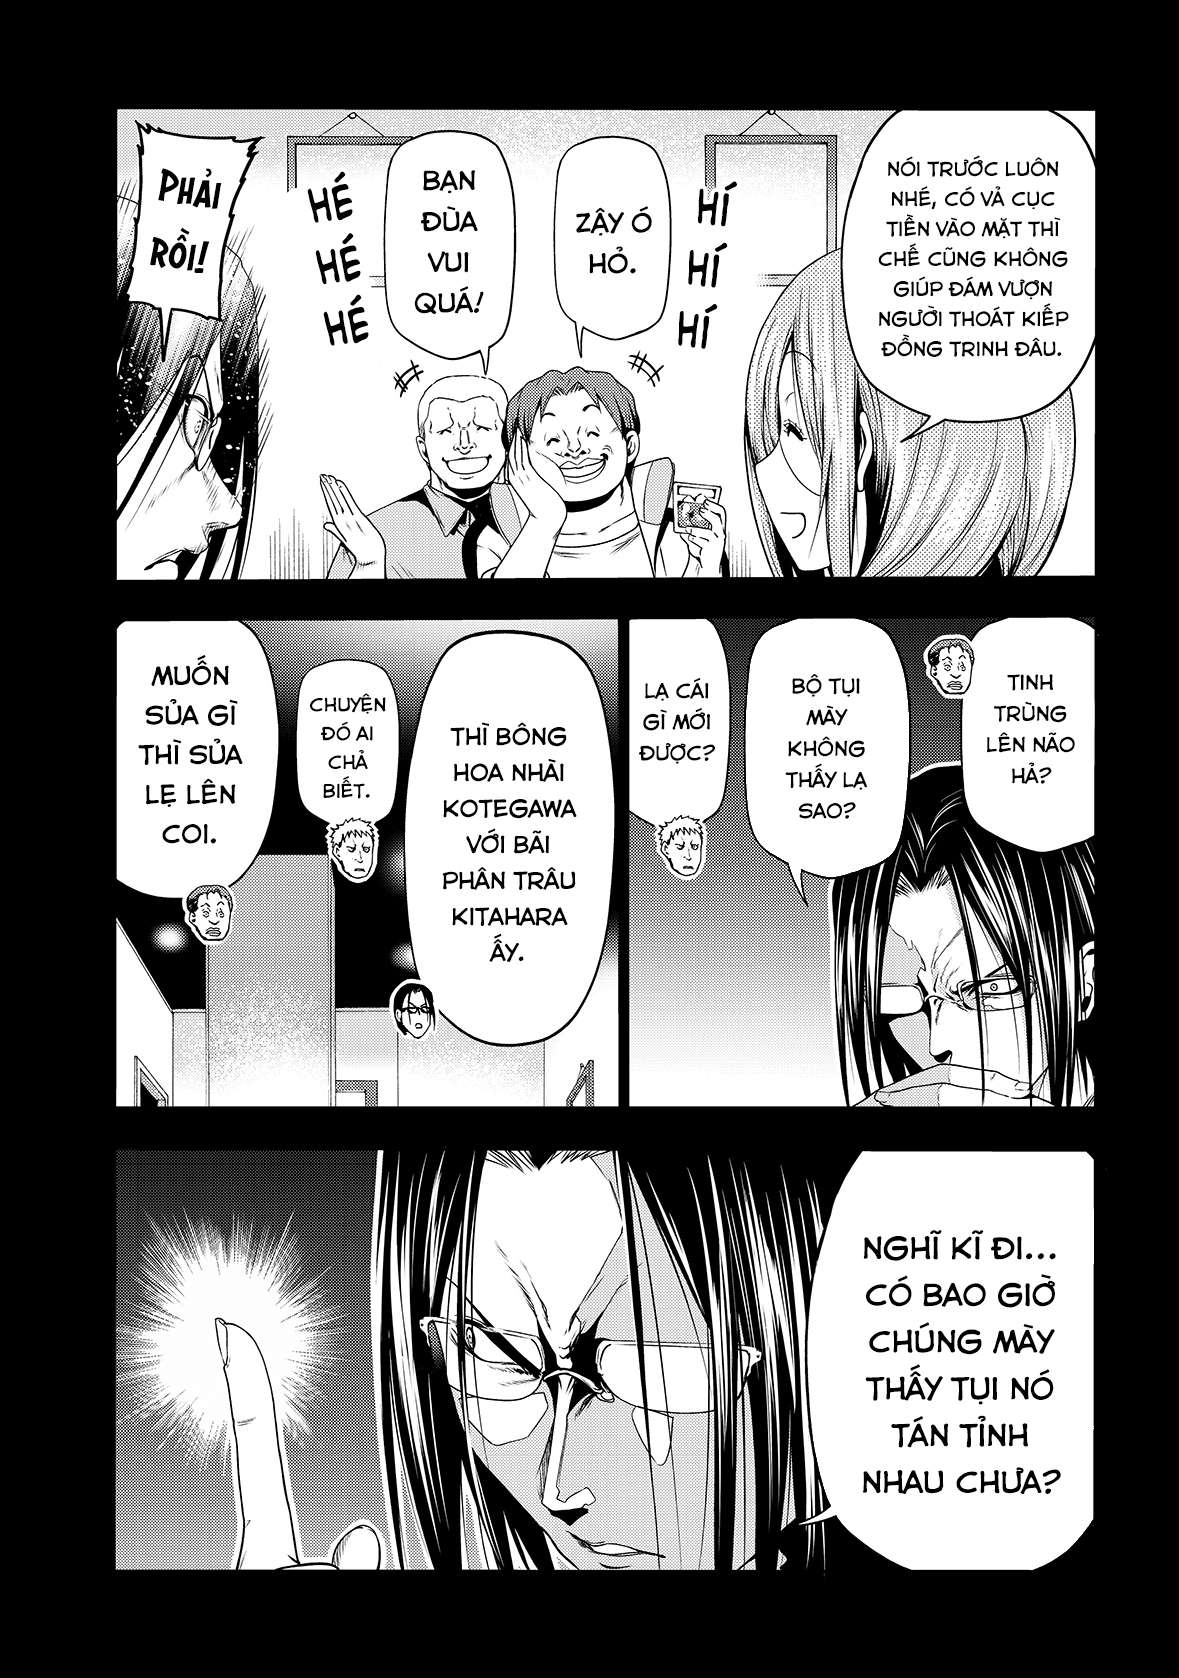 NÓI TRƯỚC LUÔN
NHÉ, CÓ VẢ CỤC
TIỀN VÀO MẶT THÌ
CHẾ CŨNG KHÔNG
GIÚP ĐÁM VƯỢN
NGƯỜI THOÁT KIẾP
ĐỒNG TRINH ĐÂU.
HÍ
HÍ
HÍ
ZẬY Ó
HỎ.
BẠN
ĐÙA
VUI
QUÁ!
HÉ
HÉ
HÉ
PHẢI
RỒI!
TINH
TRÙNG
LÊN NÃO
HẢ?
BỘ TỤI
MÀY
KHÔNG
THẤY LẠ
SAO?
LẠ CÁI
GÌ MỚI
ĐƯỢC?
THÌ BÔNG
HOA NHÀI
KOTEGAWA
VỚI BÃI
PHÂN TRÂU
KITAHARA
ẤY.
CHUYỆN
ĐÓ AI
CHẢ
BIẾT.
MUỐN
SỦA GÌ
THÌ SỦA
LẸ LÊN
COI.
NGHĨ KĨ ĐI...
CÓ BAO GIỜ
CHÚNG MÀY
THẤY TỤI NÓ
TÁN TỈNH
NHAU CHƯA?